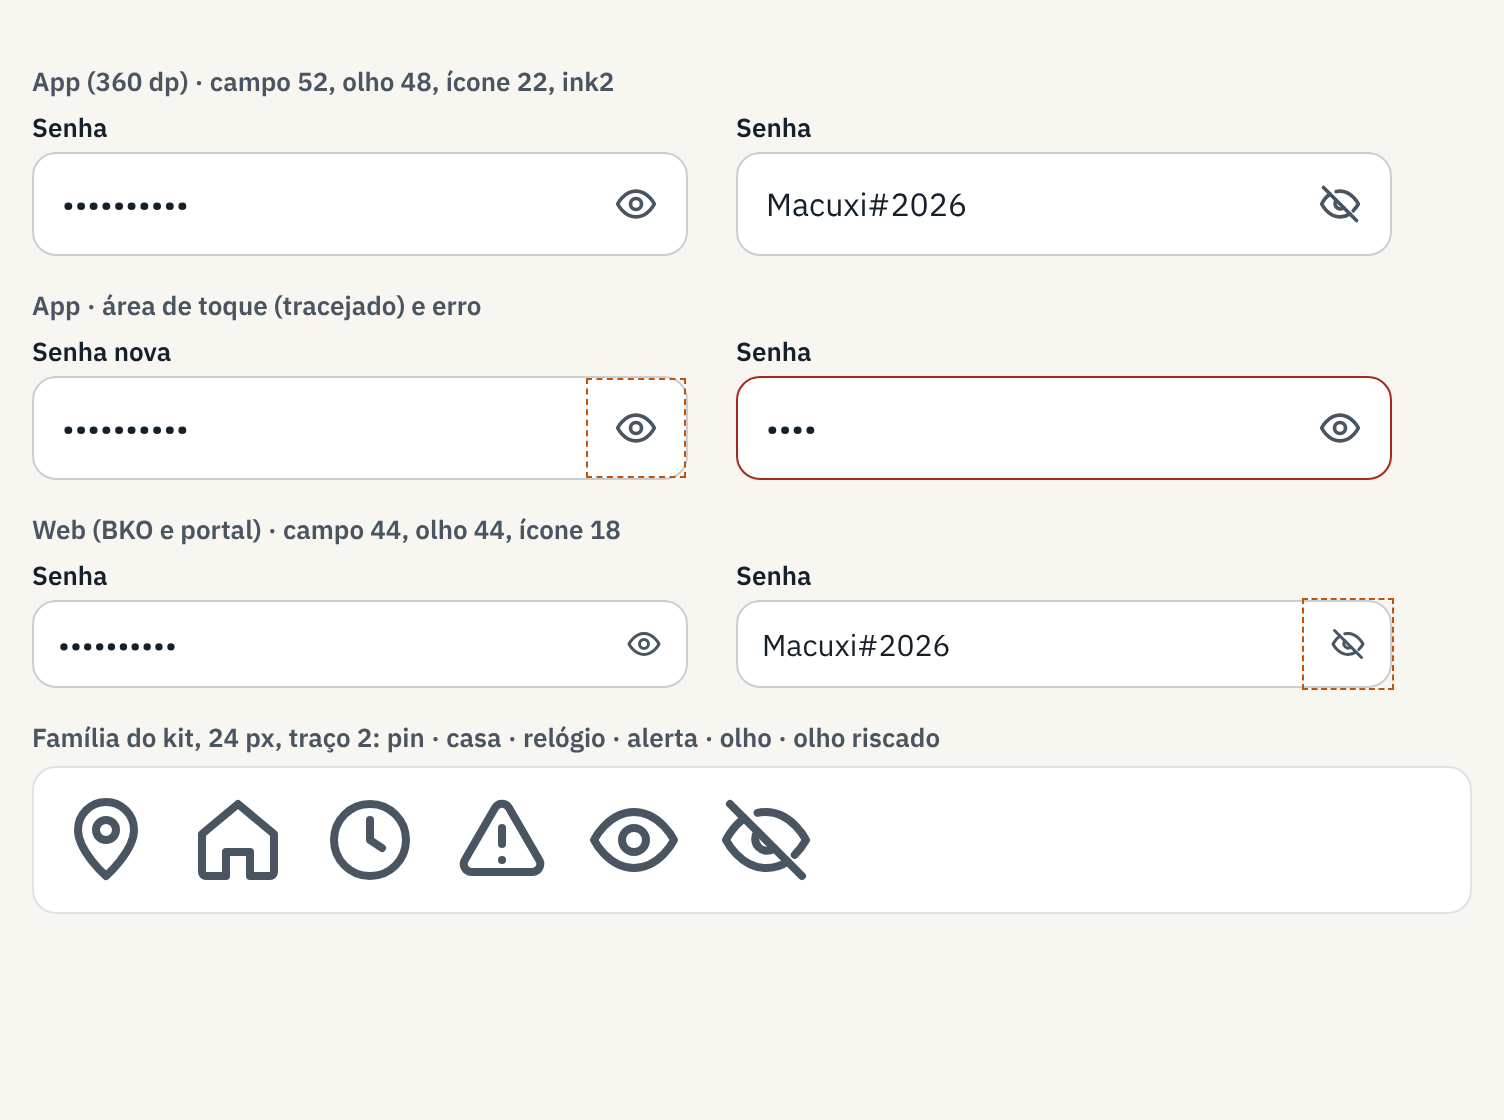 App (360 dp) · campo 52, olho 48, ícone 22, ink2
Senha
Senha
••••••••••
Macuxi#2026
App · área de toque (tracejado) e erro
Senha nova
Senha
••••••••••
••••
Web (BKO e portal) · campo 44, olho 44, ícone 18
Senha
Senha
••••••••••
Macuxi#2026
Família do kit, 24 px, traço 2: pin · casa · relógio · alerta · olho · olho riscado